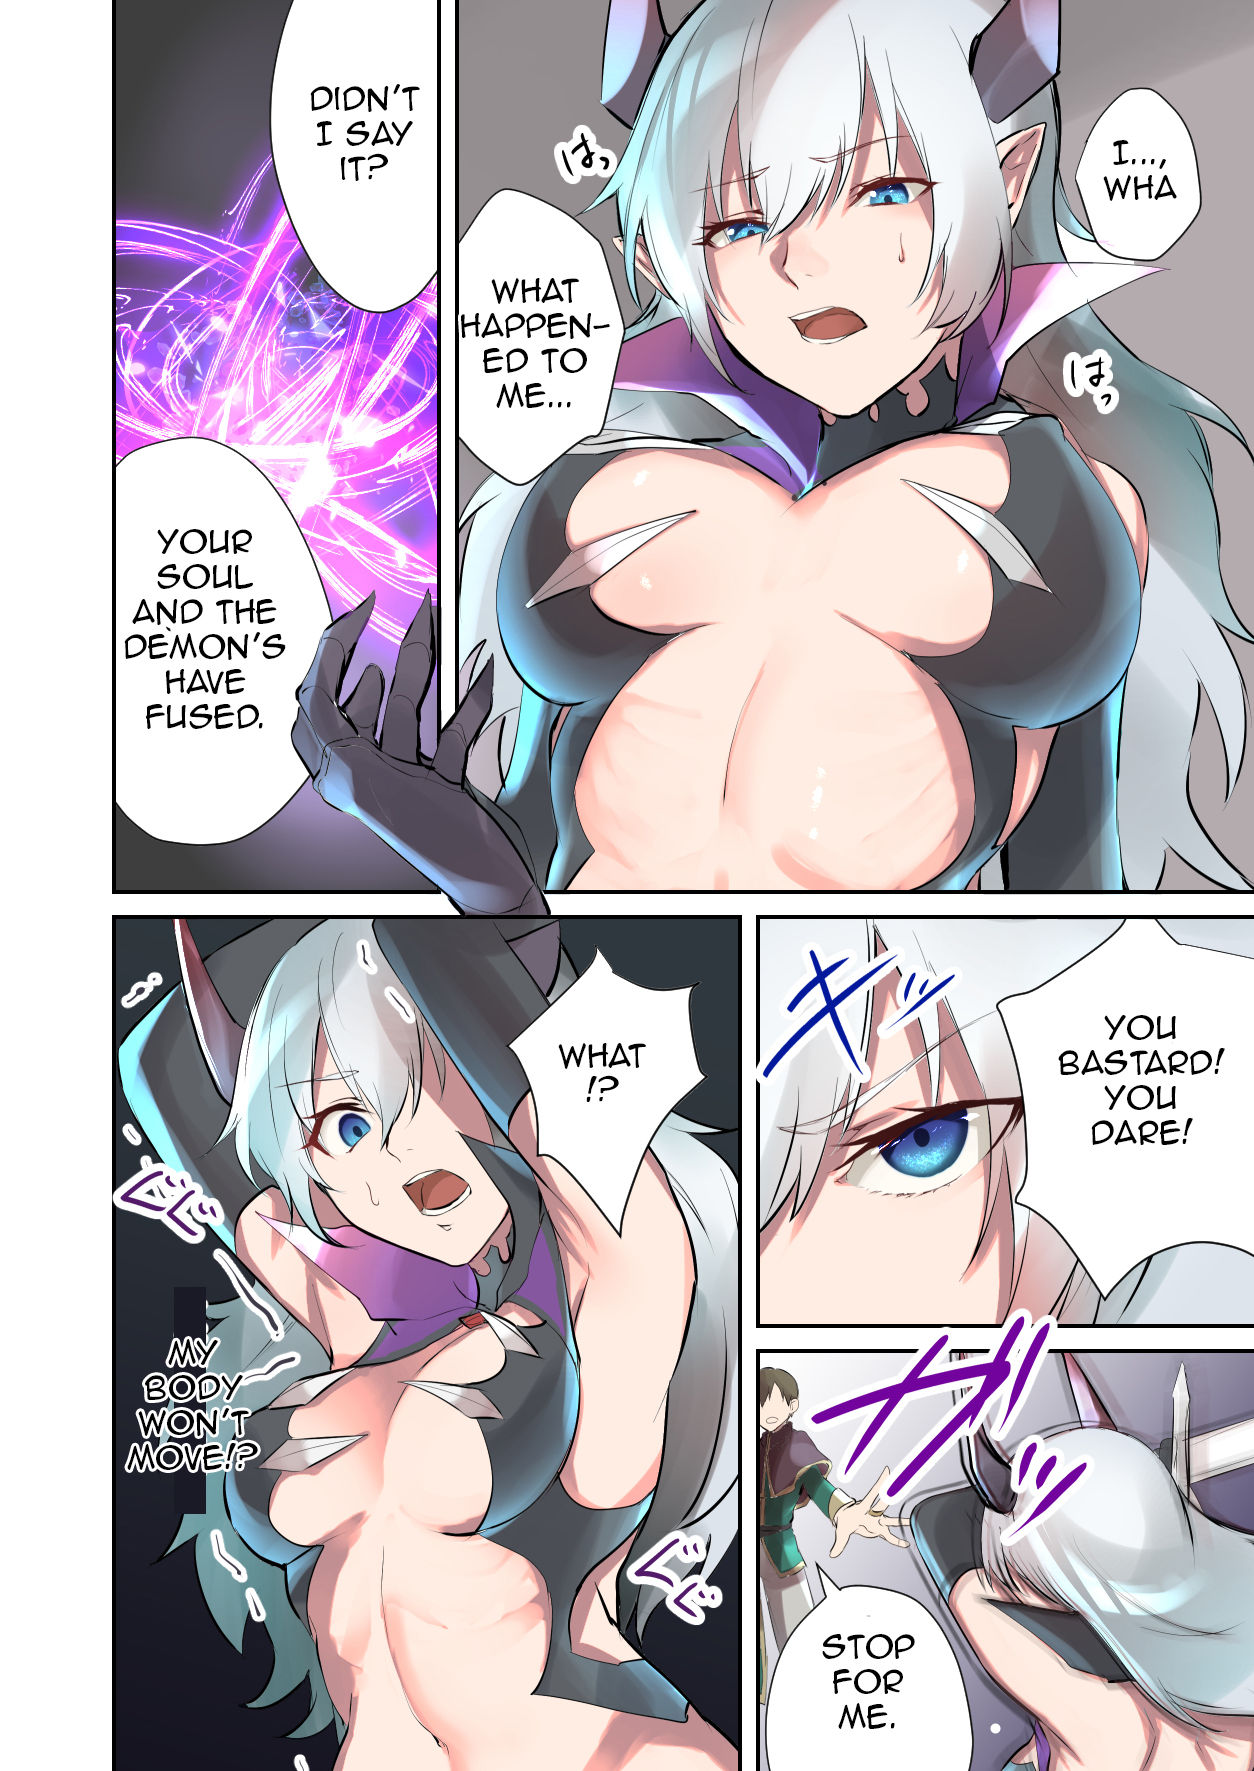 I...,
WHA
はっ
はっ
WHAT
HAPPEN-
ED TO
ME...
DIDN'T
I SAY
IT?
YOUR
SOUL
AND THE
DEMON'S
HAVE
FUSED.
YOU
BASTARD!
YOU
DARE!
キッ
ガバッ
STOP
FOR
ME.
WHAT
!?
ぐぐ
MY
BODY
WON'T
MOVE!?
ぐぐ